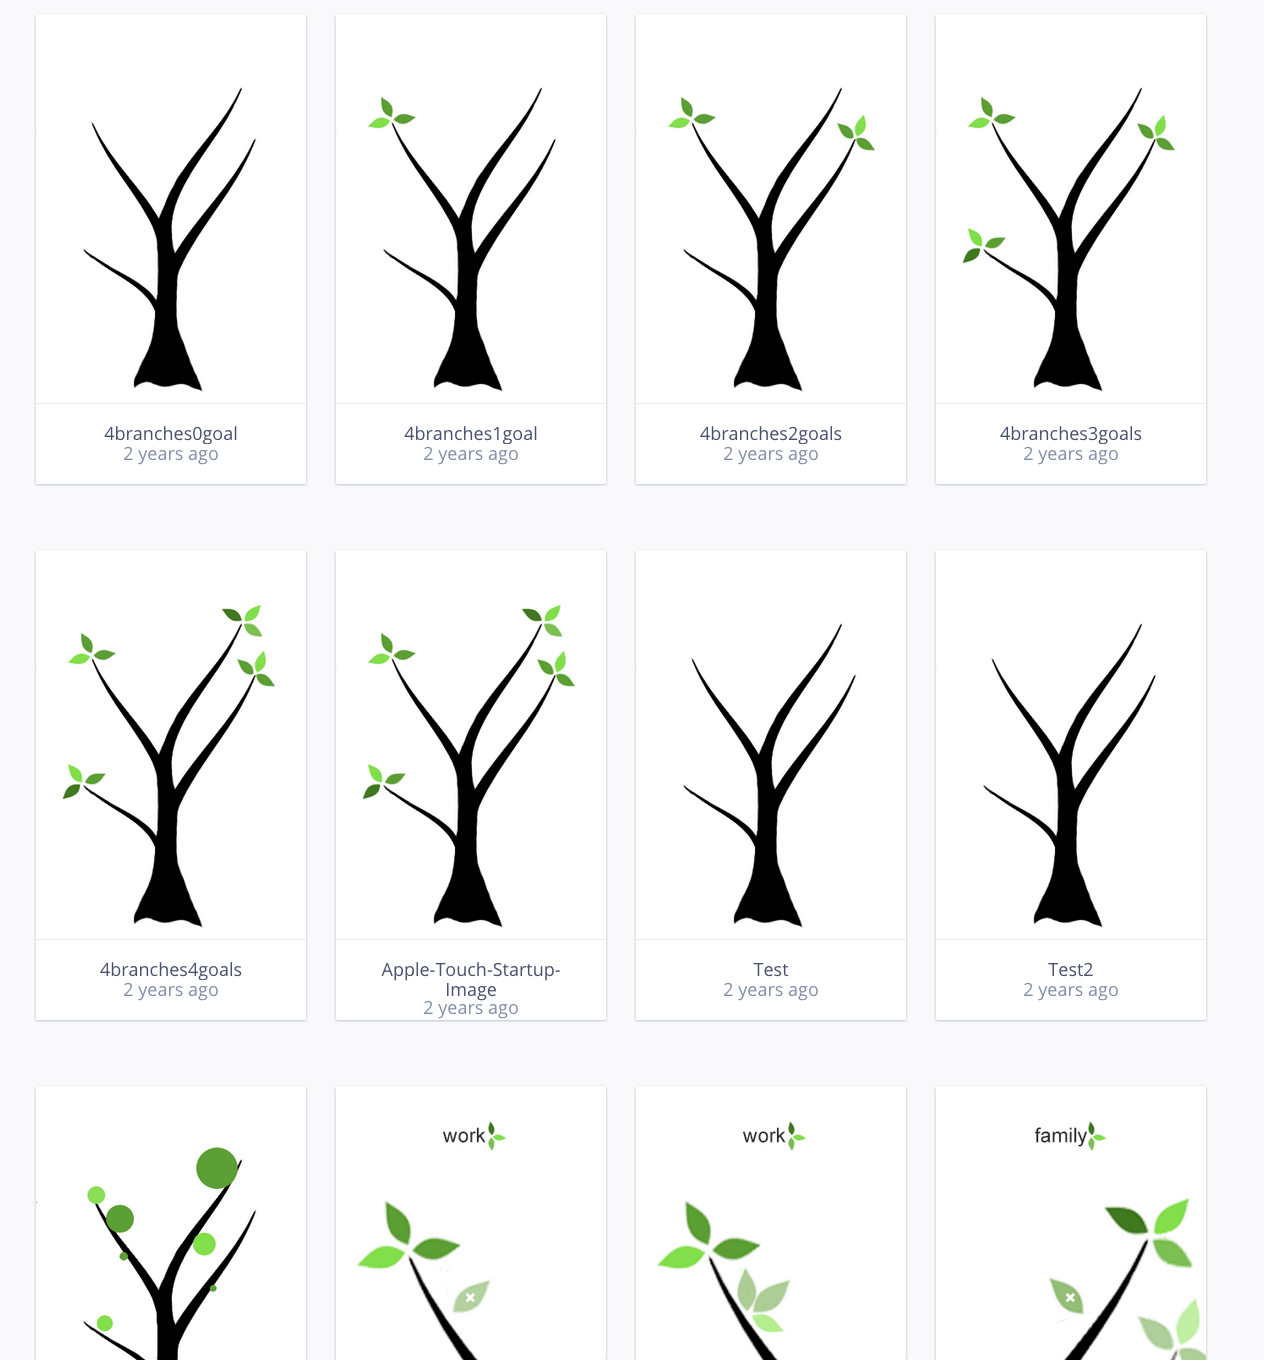 4branches0goal
2 years ago
4branches1goal
2 years ago
4branches2goals
2 years ago
4branches3goals
2 years ago
4branches4goals
2 years ago
Apple-Touch-Startup-
Image
2 years ago
Test
2 years ago
Test2
2 years ago
work
work
family